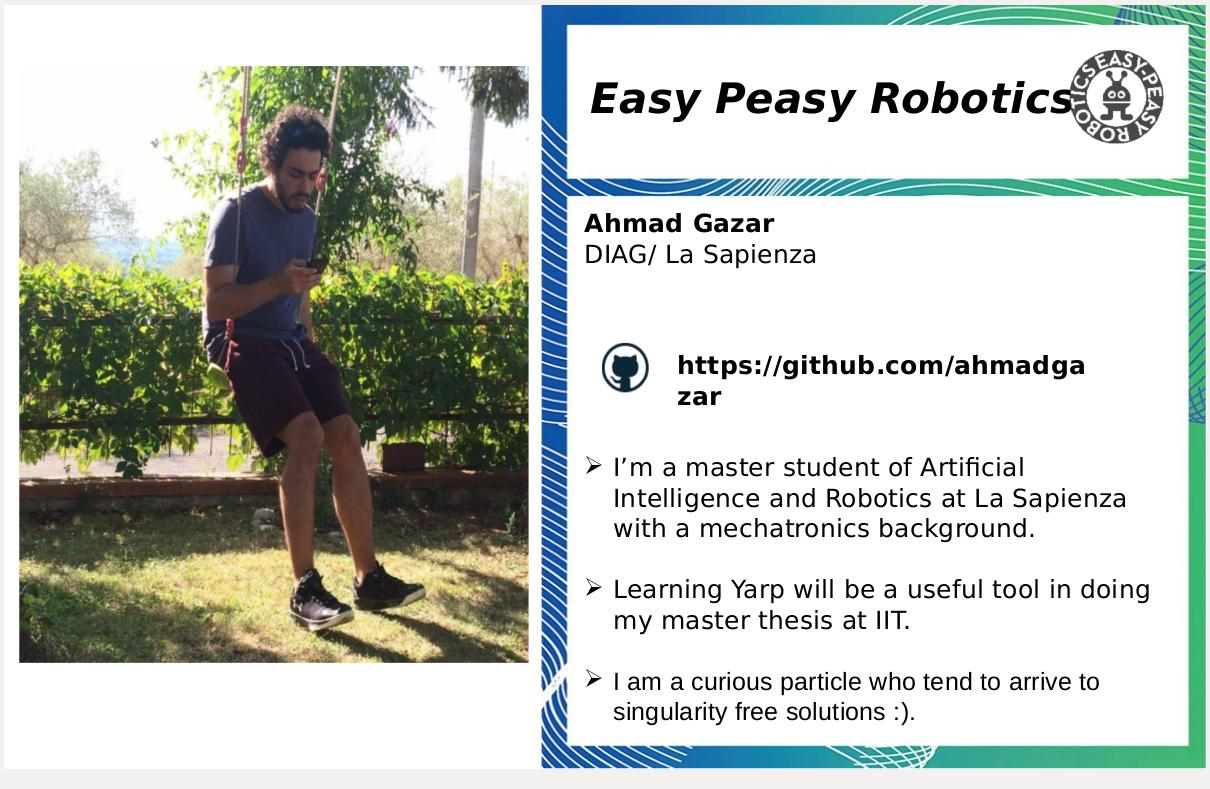 Easy Peasy Robotics
EASY-PEASY ROBOTICS
Ahmad Gazar
DIAG/ La Sapienza
https://github.com/ahmadga
zar
➢ I’m a master student of Artificial
Intelligence and Robotics at La Sapienza
with a mechatronics background.
➢ Learning Yarp will be a useful tool in doing
my master thesis at IIT.
➢ I am a curious particle who tend to arrive to
singularity free solutions :).